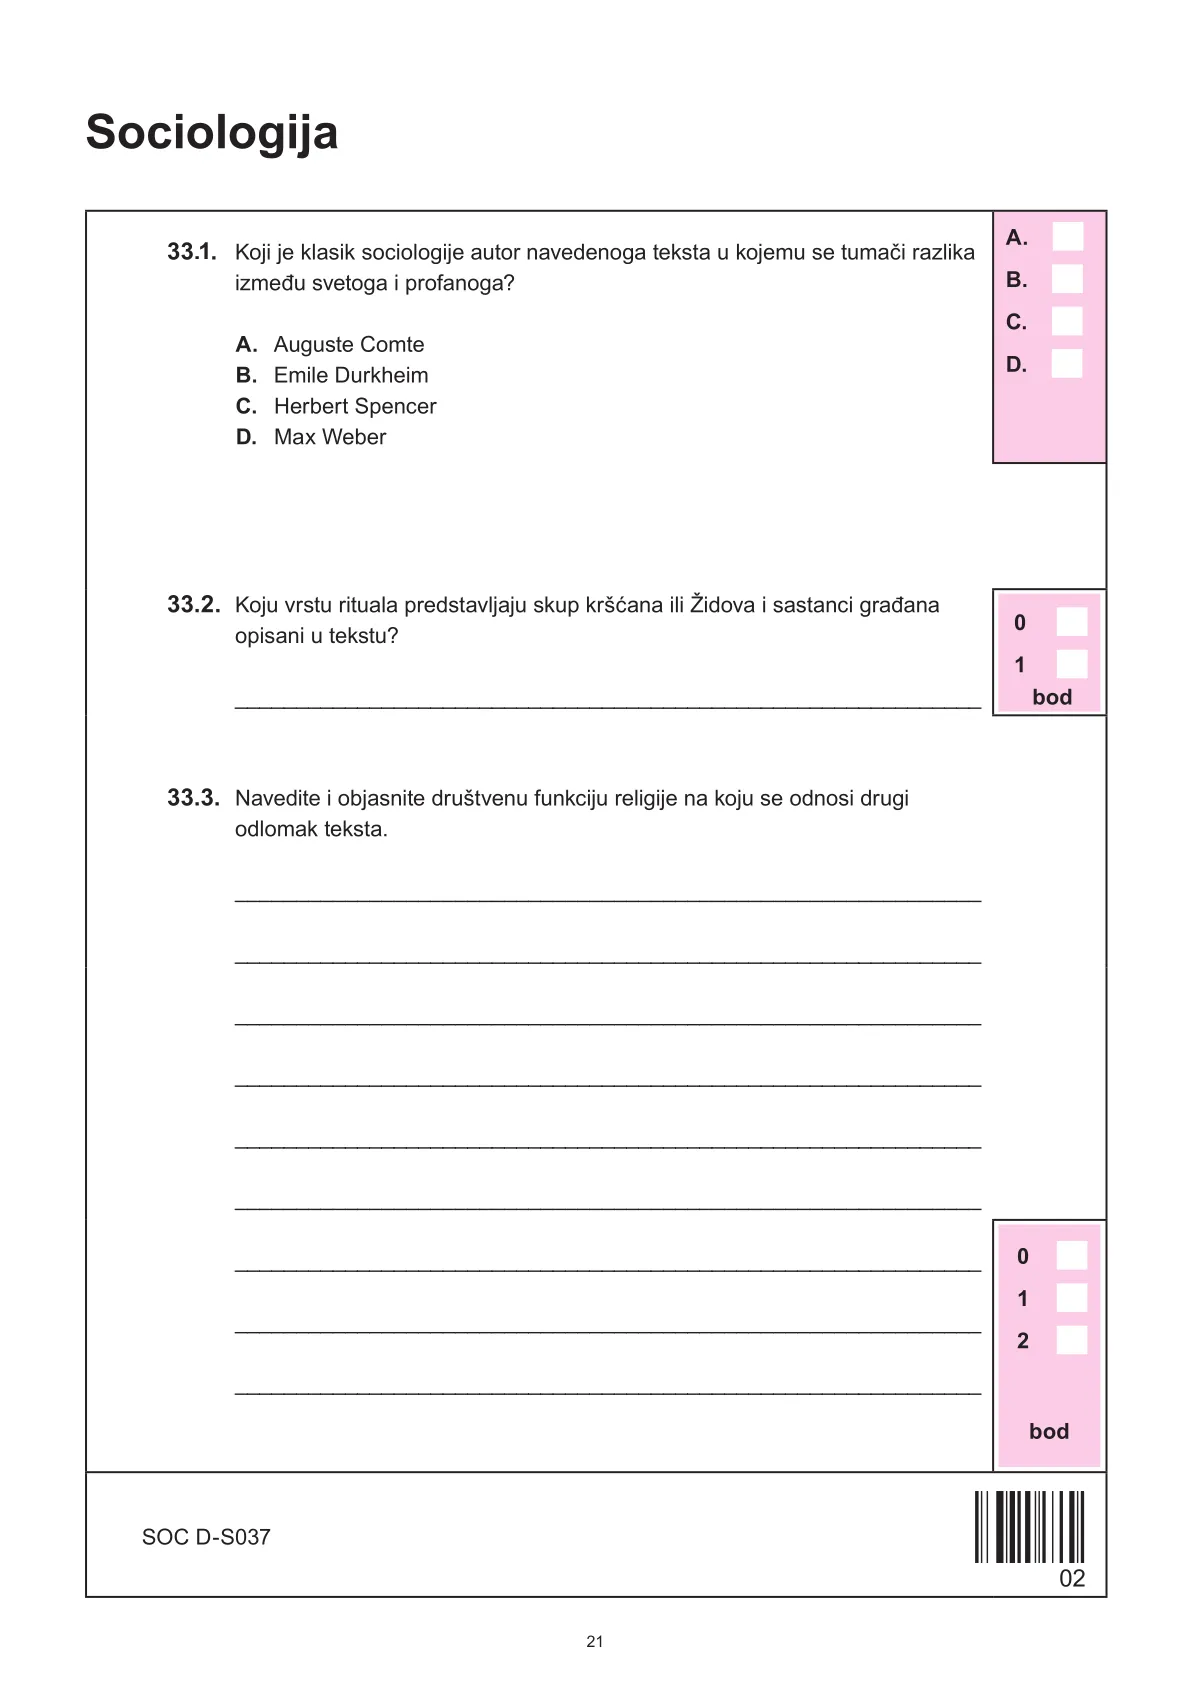 Sociologija
33.1. Koji je klasik sociologije autor navedenoga teksta u kojemu se tumači razlika
između svetoga i profanoga?
A. Auguste Comte
B. Emile Durkheim
C. Herbert Spencer
D. Max Weber
A.
B.
C.
D.
33.2. Koju vrstu rituala predstavljaju skup kršćana ili Židova i sastanci građana
opisani u tekstu?
0
1
bod
33.3. Navedite i objasnite društvenu funkciju religije na koju se odnosi drugi
odlomak teksta.
0
1
2
bod
SOC D-S037
02
21